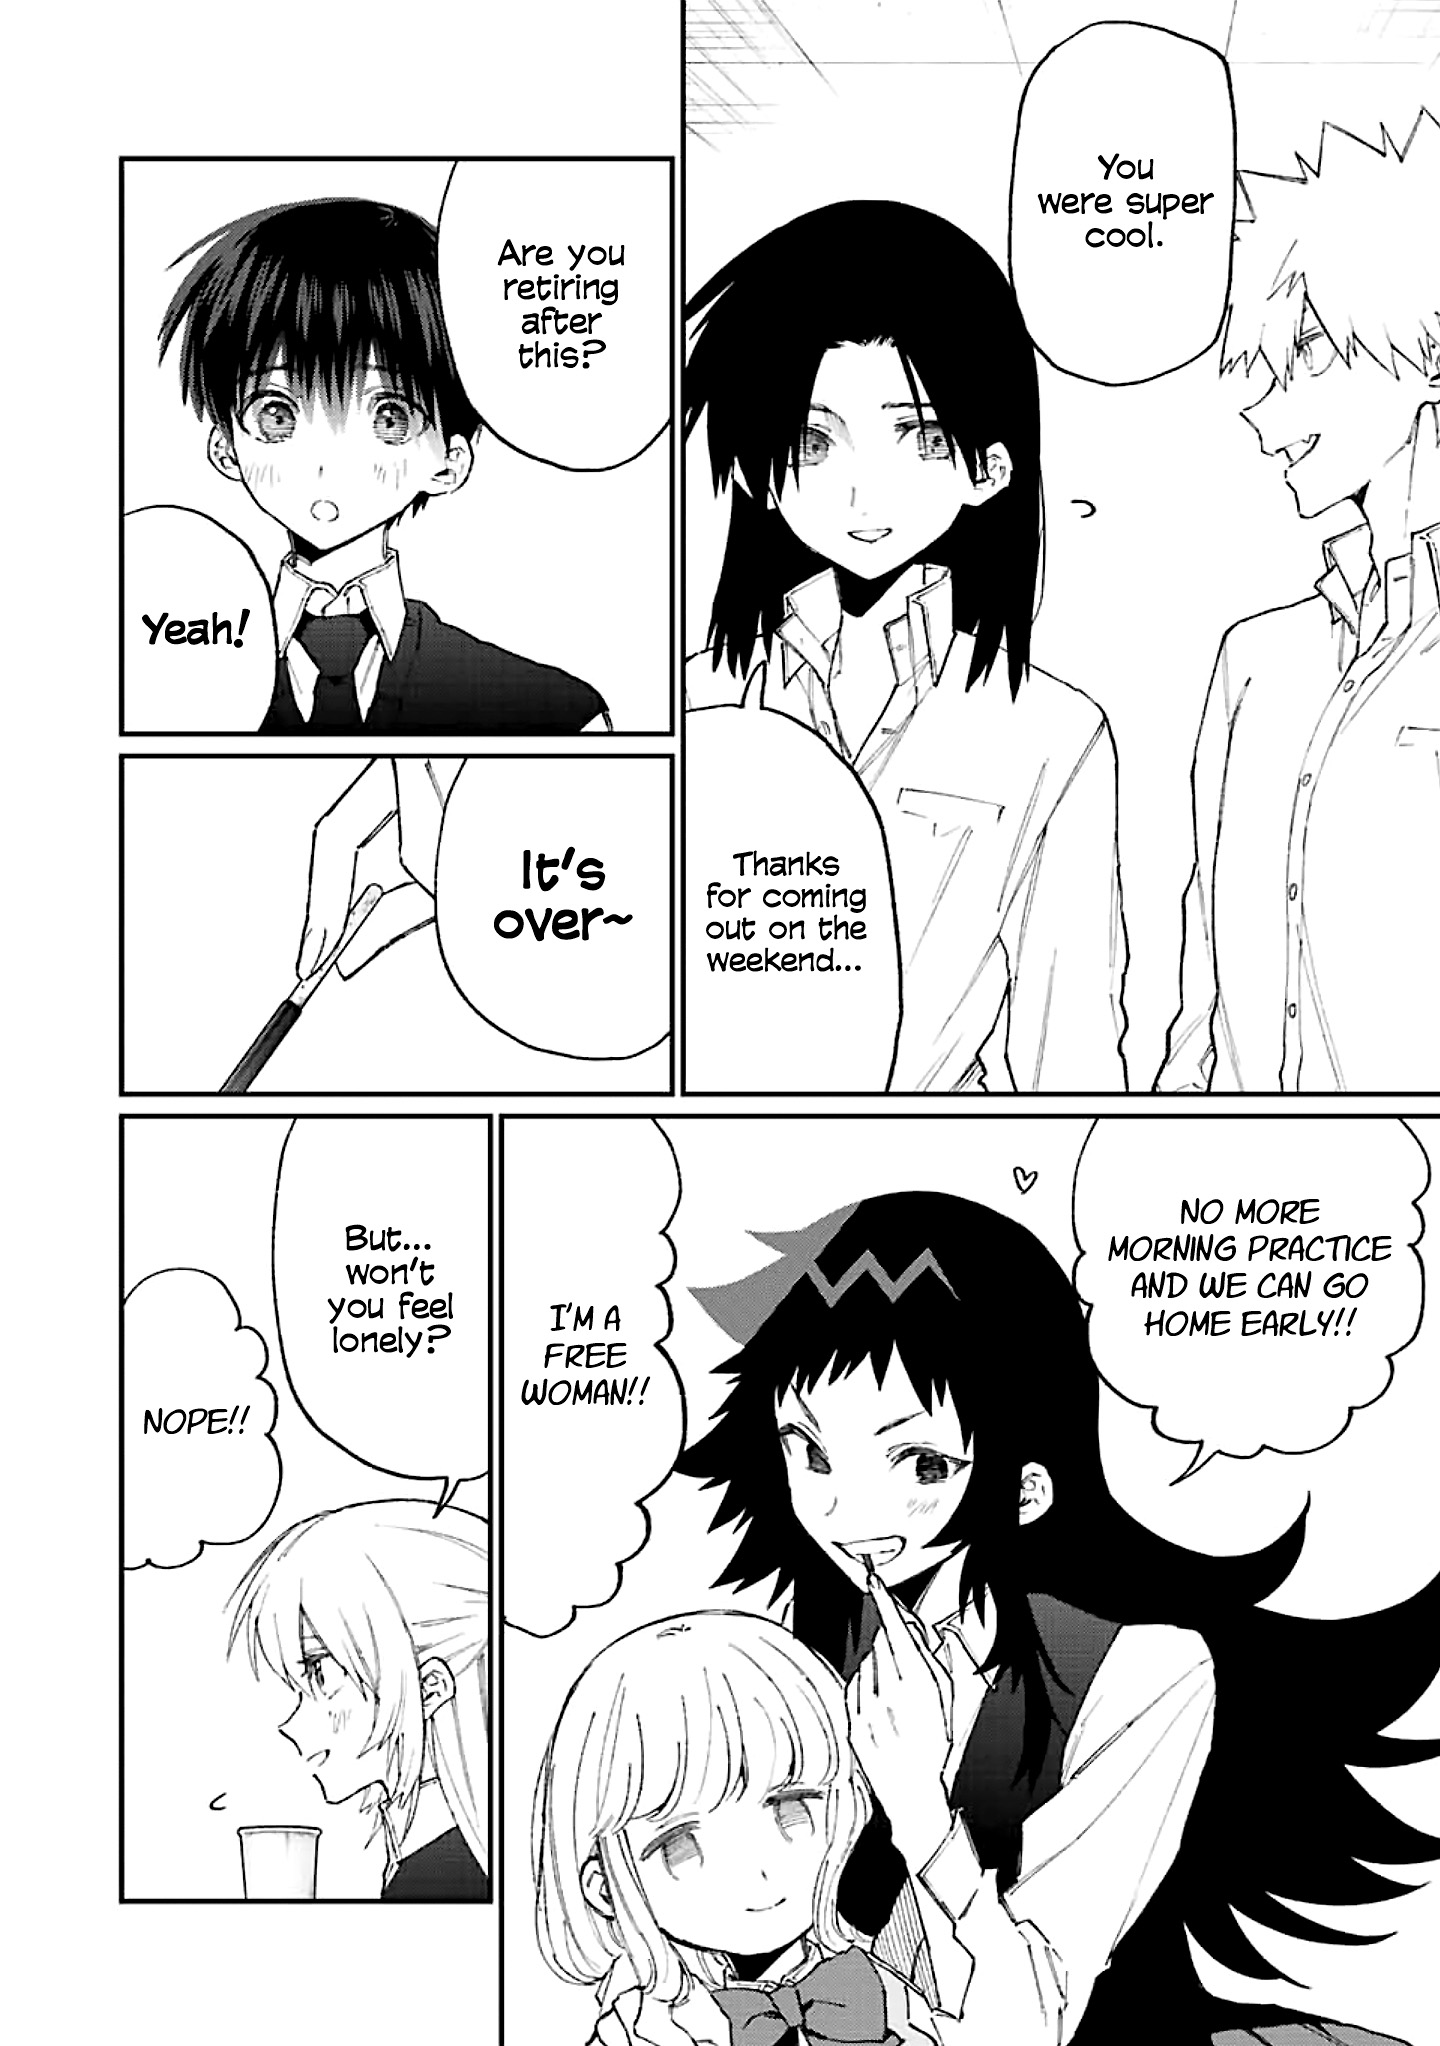 You
were super
cool.
Thanks
for coming
out on the
weekend...
Are you
retiring
after
this?
Yeah!
It's
over~
NO MORE
MORNING PRACTICE
AND WE CAN GO
HOME EARLY!!
I'M A
FREE
WOMAN!!
But...
won't
you feel
lonely?
NOPE!!